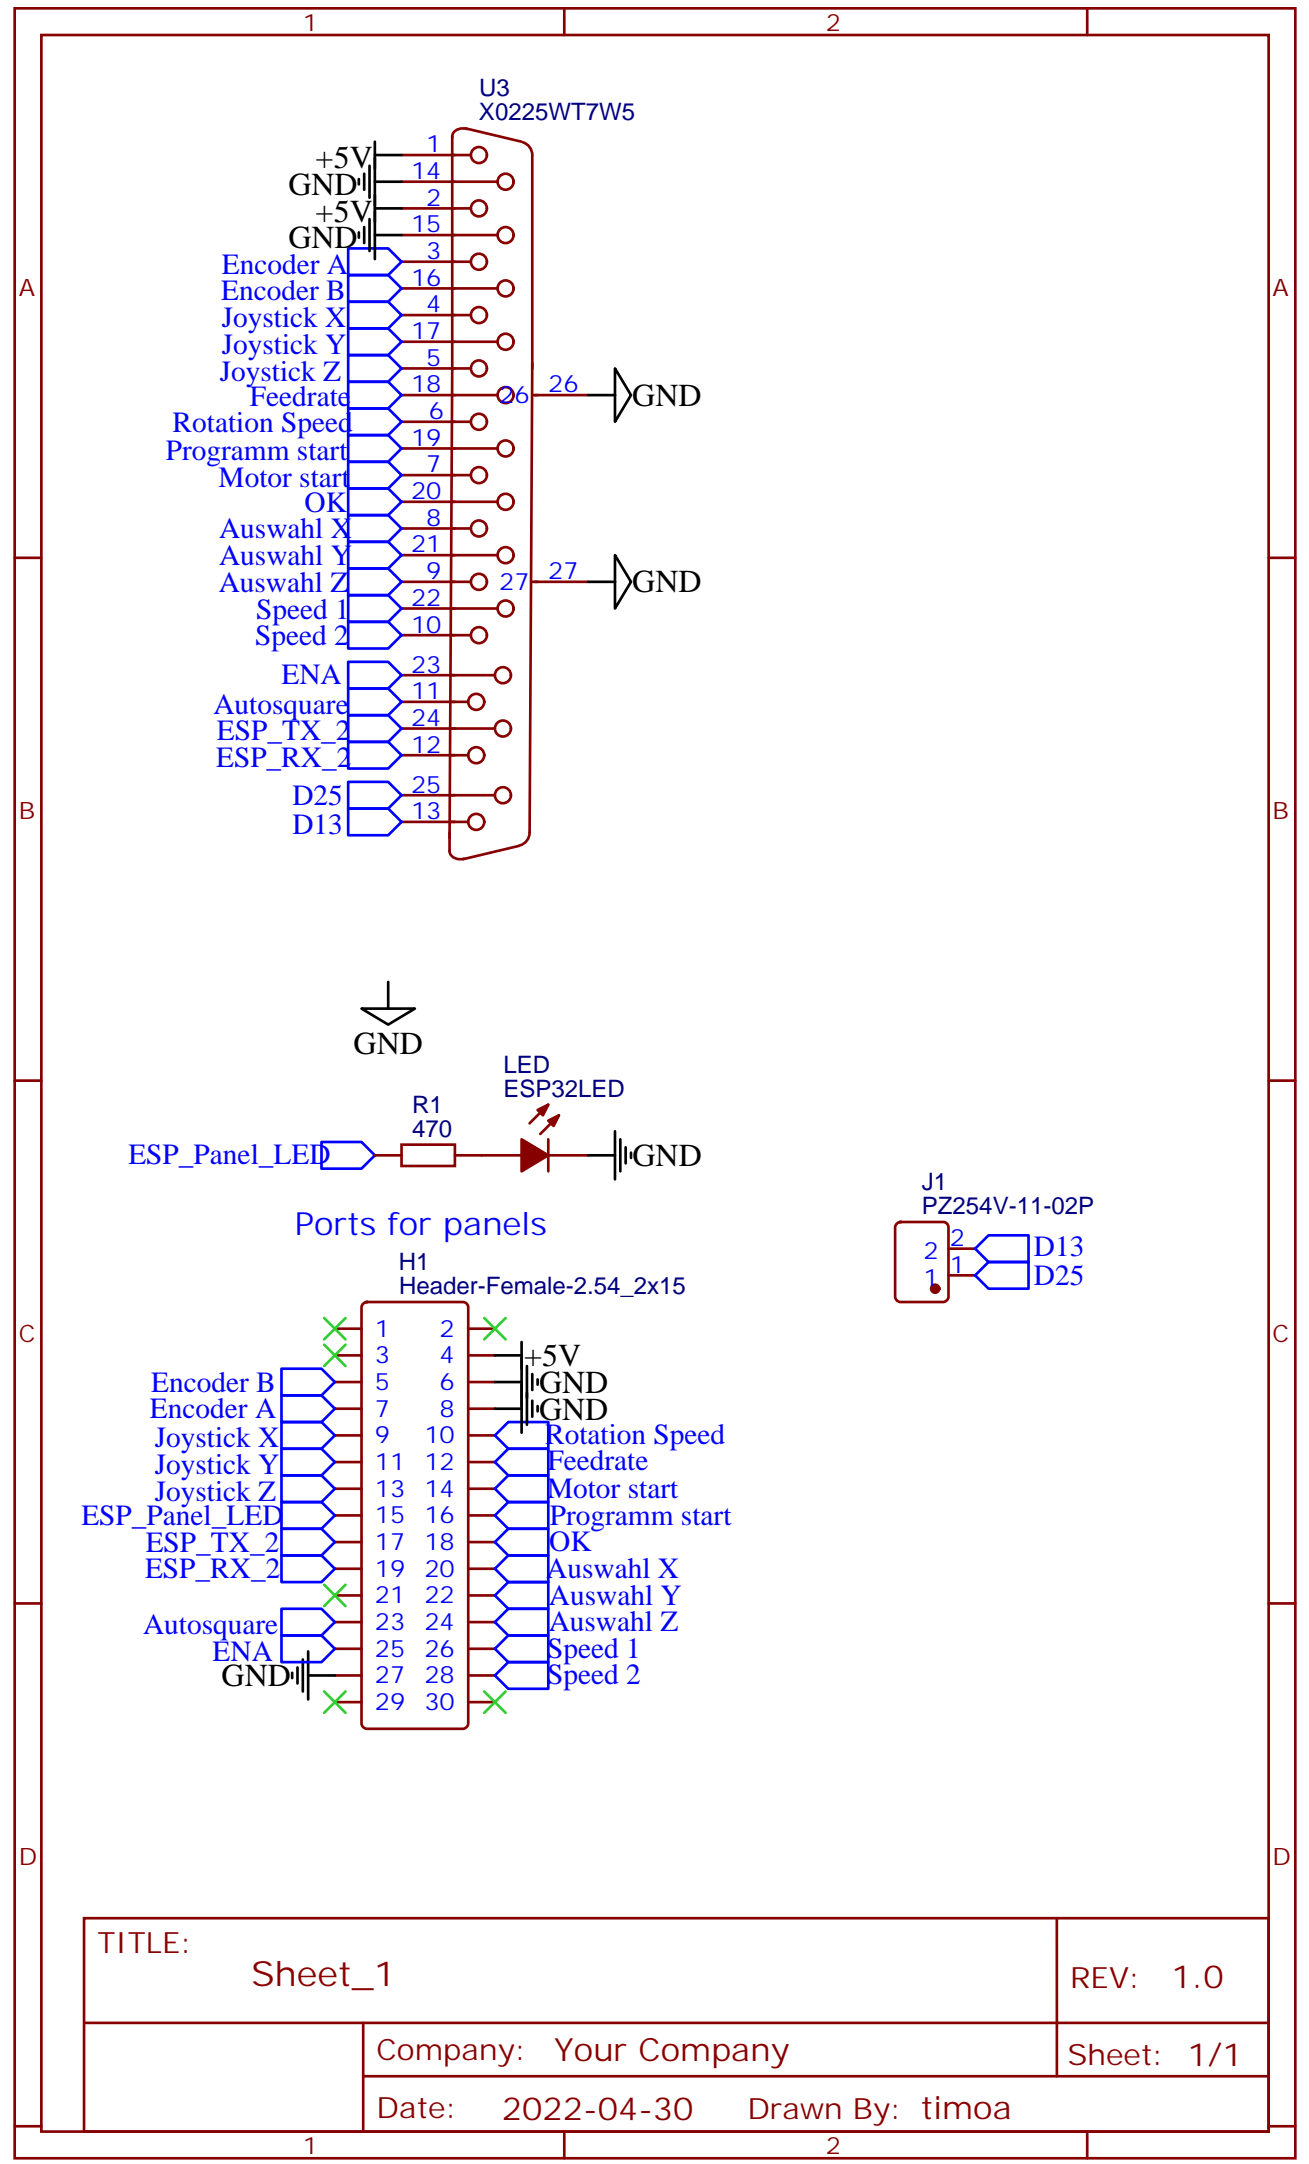 1 2
U3
X0225WT7W5
+5V 1
GND 14
+5V 2
GND 15
Encoder A 3
Encoder B 16
Joystick X 4
Joystick Y 17
Joystick Z 5
Feedrate 18 26 26 GND
Rotation Speed 6
Programm start 19
Motor start 7
OK 20
Auswahl X 8
Auswahl Y 21
Auswahl Z 9 27 27 GND
Speed 1 22
Speed 2 10
ENA 23
Autosquare 11
ESP_TX_2 24
ESP_RX_2 12
D25 25
D13 13
A A
B B
GND
LED
ESP32LED
R1
470
ESP_Panel_LED GND
J1
PZ254V-11-02P
2 2 D13
1 1 D25
Ports for panels
H1
Header-Female-2.54_2x15
1 2
3 4 +5V
Encoder B 5 6 GND
Encoder A 7 8 GND
Joystick X 9 10 Rotation Speed
Joystick Y 11 12 Feedrate
Joystick Z 13 14 Motor start
ESP_Panel_LED 15 16 Programm start
ESP_TX_2 17 18 OK
ESP_RX_2 19 20 Auswahl X
21 22 Auswahl Y
Autosquare 23 24 Auswahl Z
ENA 25 26 Speed 1
GND 27 28 Speed 2
29 30
C C
D D
TITLE:
Sheet_1
REV: 1.0
Company: Your Company
Sheet: 1/1
Date: 2022-04-30 Drawn By: timoa
1 2